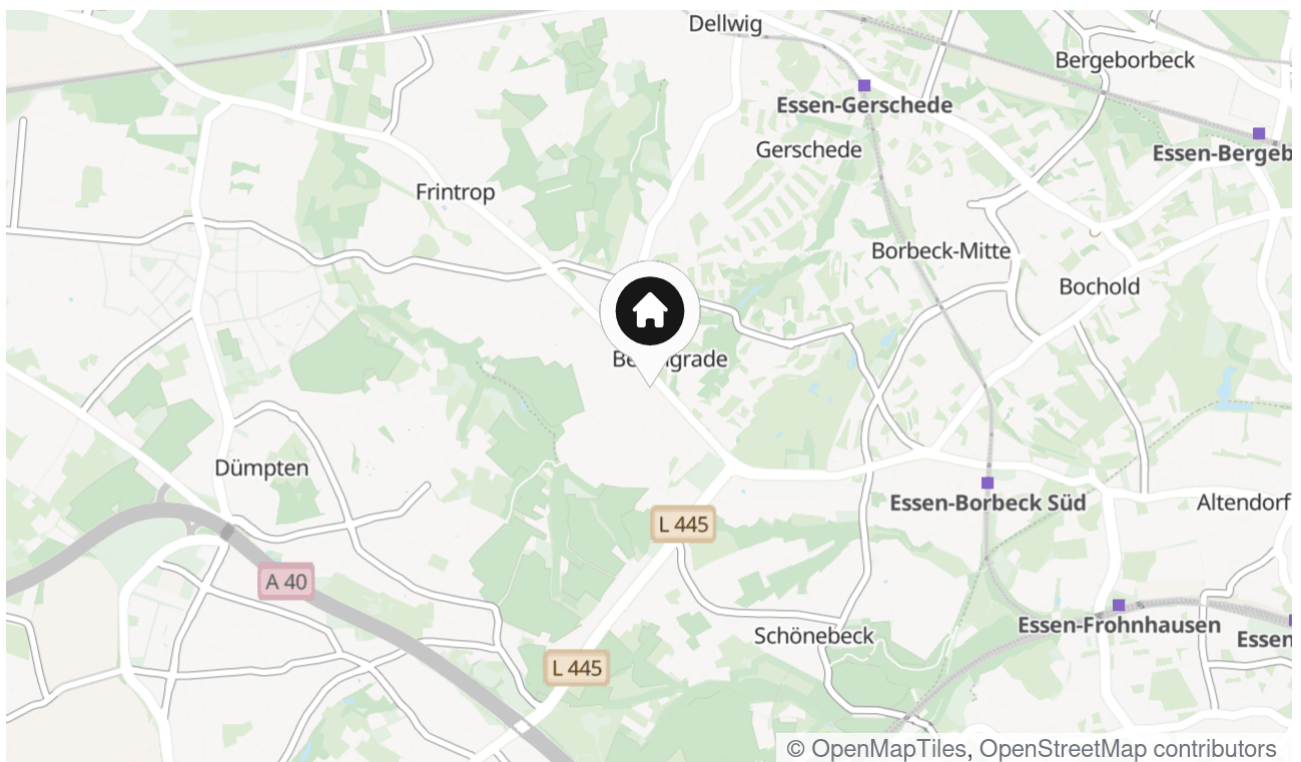 Dellwig
Bergeborbeck
Essen-Gerschede
Gerschede
Essen-Bergeb
Frintrop
Borbeck-Mitte
Bochold
Dümpten
Essen-Borbeck Süd
Altendorf
L 445
A 40
Schönebeck
Essen-Frohnhausen
Essen
L 445
© OpenMapTiles, OpenStreetMap contributors